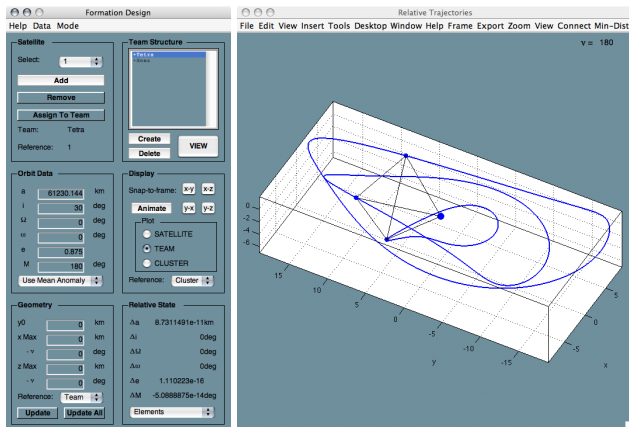 Formation Design
Help Data Mode
Satellite
Select: 1
Add
Remove
Assign To Team
Team: Tetra
Reference: 1
Team Structure
+Tetra
Create
Delete
VIEW
Orbit Data
a 61230.144 km
i 30 deg
Ω 0 deg
ω 0 deg
e 0.875
M 180 deg
Use Mean Anomaly
Display
Snap-to-frame: x-y x-z
Animate y-x y-z
Plot
SATELLITE
TEAM
CLUSTER
Reference: Cluster
Geometry
y0 0 km
x Max 0 km
- ν 0 deg
z Max 0 km
- ν 0 deg
Reference: Team
Update Update All
Relative State
Δa 8.7311491e-11km
Δi 0deg
ΔΩ 0deg
Δω 0deg
Δe 1.110223e-16
ΔM -5.0888875e-14deg
Elements
Relative Trajectories
File Edit View Insert Tools Desktop Window Help Frame Export Zoom View Connect Min-Dist
ν = 180
0
-2
-4
-6
15
10
5
0
-5
-10
-15
y
5
0
-5
x